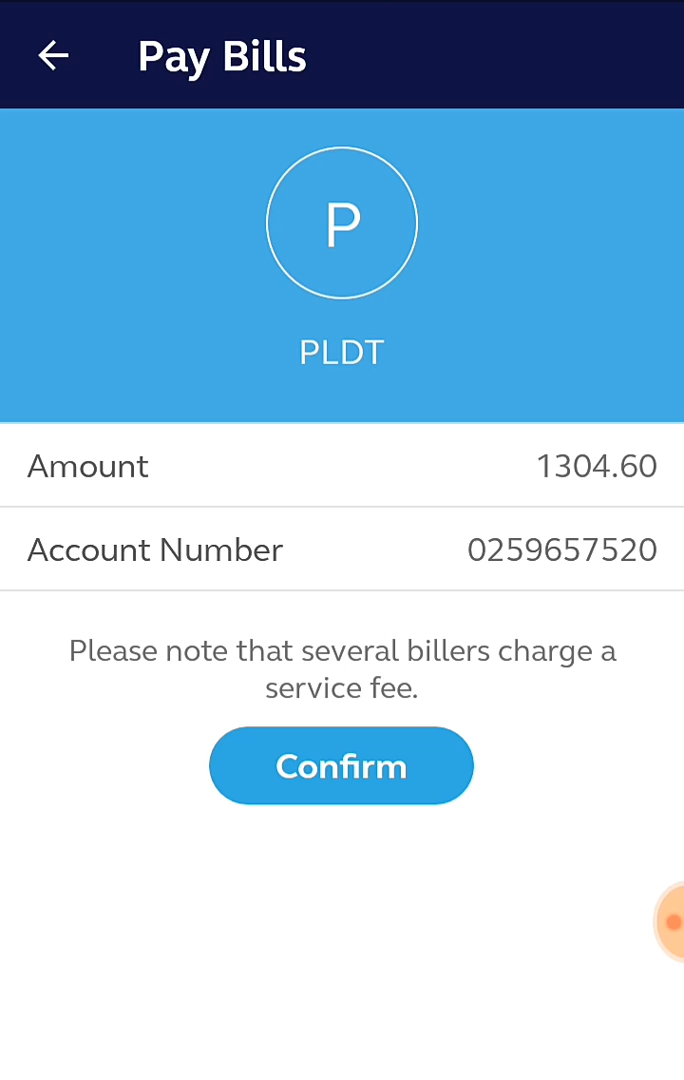 Pay Bills
P
PLDT
Amount 1304.60
Account Number 0259657520
Please note that several billers charge a
service fee.
Confirm